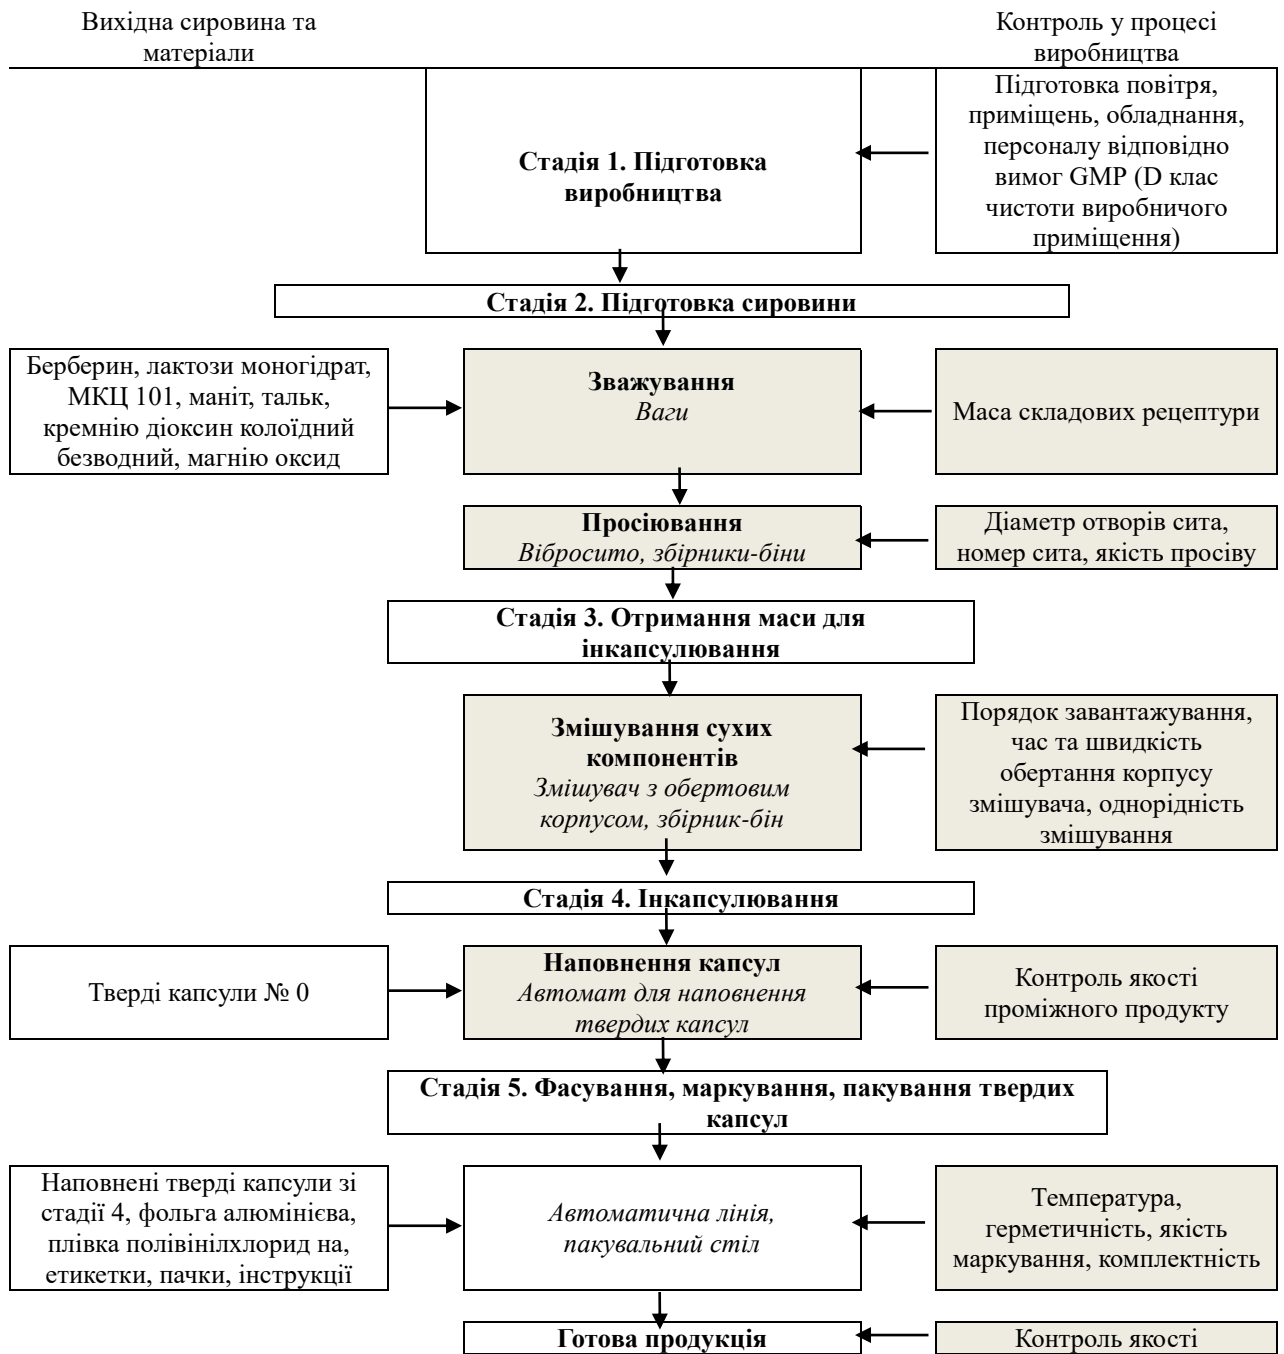 Вихідна сировина та
матеріали
Контроль у процесі
виробництва
Стадія 1. Підготовка
виробництва
Підготовка повітря,
приміщень, обладнання,
персоналу відповідно
вимог GMP (D клас
чистоти виробничого
приміщення)
Стадія 2. Підготовка сировини
Берберин, лактози моногідрат,
МКЦ 101, маніт, тальк,
кремнію діоксин колоїдний
безводний, магнію оксид
Зважування
Ваги
Маса складових рецептури
Просіювання
Вібросито, збірники-біни
Діаметр отворів сита,
номер сита, якість просіву
Стадія 3. Отримання маси для
інкапсулювання
Змішування сухих
компонентів
Змішувач з обертовим
корпусом, збірник-бін
Порядок завантажування,
час та швидкість
обертання корпусу
змішувача, однорідність
змішування
Стадія 4. Інкапсулювання
Тверді капсули № 0
Наповнення капсул
Автомат для наповнення
твердих капсул
Контроль якості
проміжного продукту
Стадія 5. Фасування, маркування, пакування твердих
капсул
Наповнені тверді капсули зі
стадії 4, фольга алюмінієва,
плівка полівінілхлорид на,
етикетки, пачки, інструкції
Автоматична лінія,
пакувальний стіл
Температура,
герметичність, якість
маркування, комплектність
Готова продукція
Контроль якості